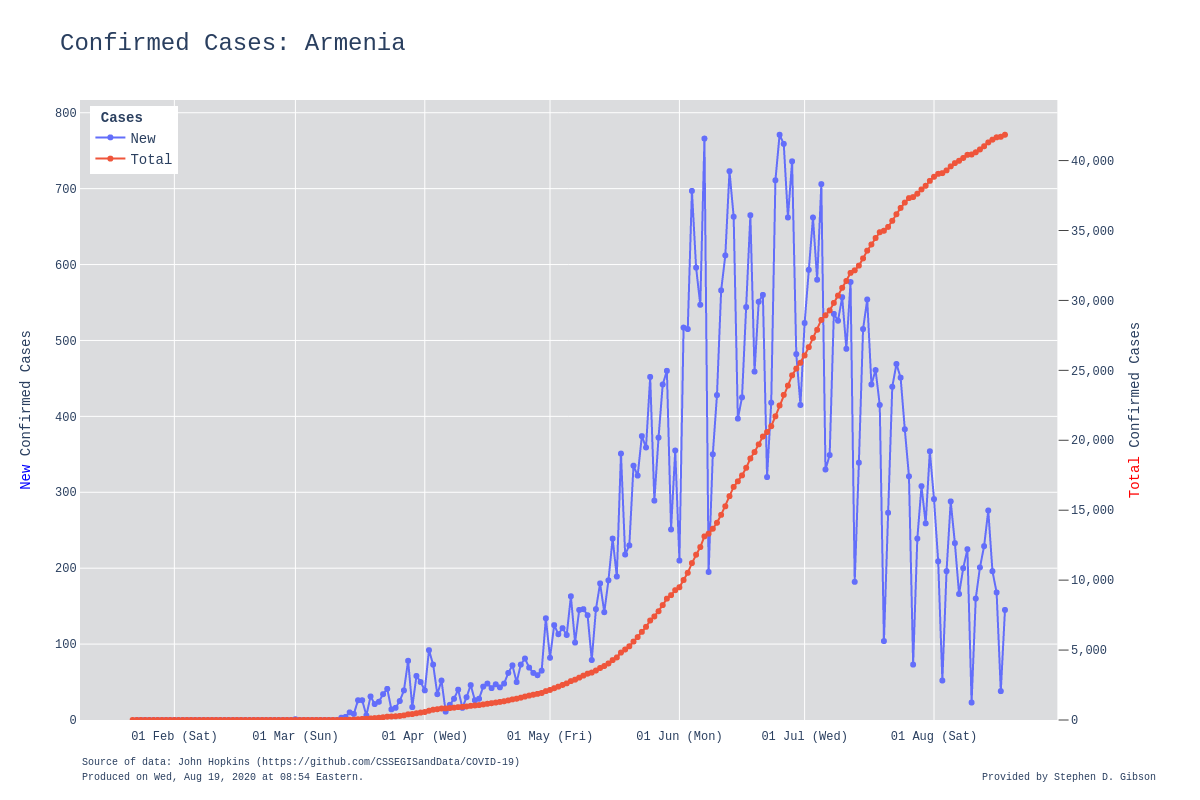 Confirmed Cases: Armenia
Cases
New
Total
800
700
600
500
400
300
200
100
0
New Confirmed Cases
40,000
35,000
30,000
25,000
20,000
15,000
10,000
5,000
0
Total Confirmed Cases
01 Feb (Sat)
01 Mar (Sun)
01 Apr (Wed)
01 May (Fri)
01 Jun (Mon)
01 Jul (Wed)
01 Aug (Sat)
Source of data: John Hopkins (https://github.com/CSSEGISandData/COVID-19)
Produced on Wed, Aug 19, 2020 at 08:54 Eastern.
Provided by Stephen D. Gibson